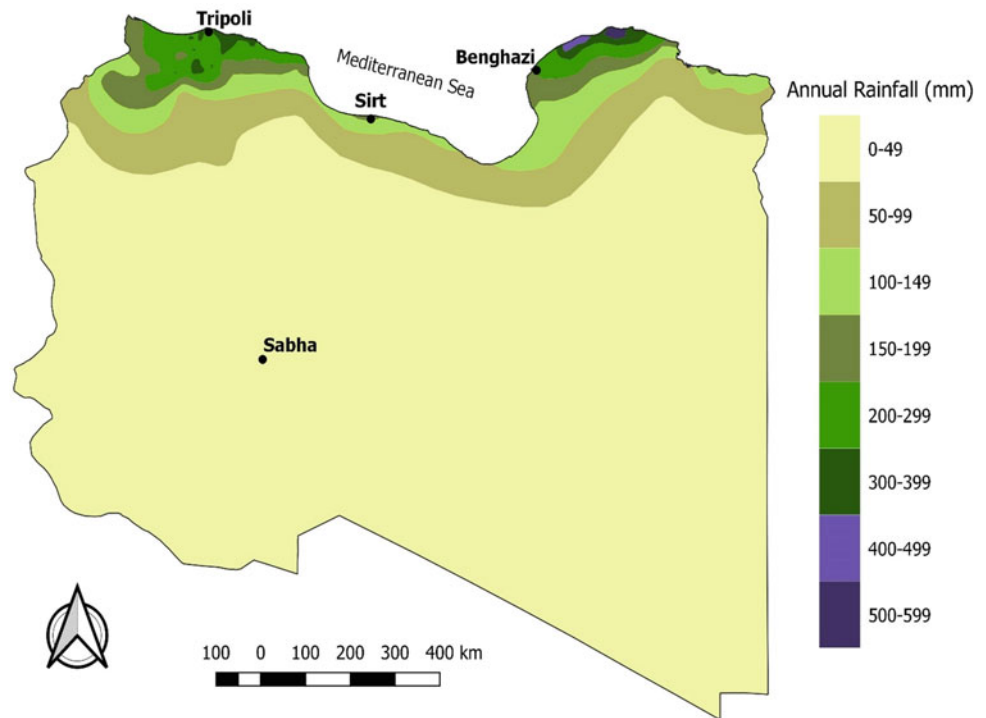 Tripoli
Benghazi
Mediterranean Sea
Sirt
Sabha
Annual Rainfall (mm)
0-49
50-99
100-149
150-199
200-299
300-399
400-499
500-599
100 0 100 200 300 400 km